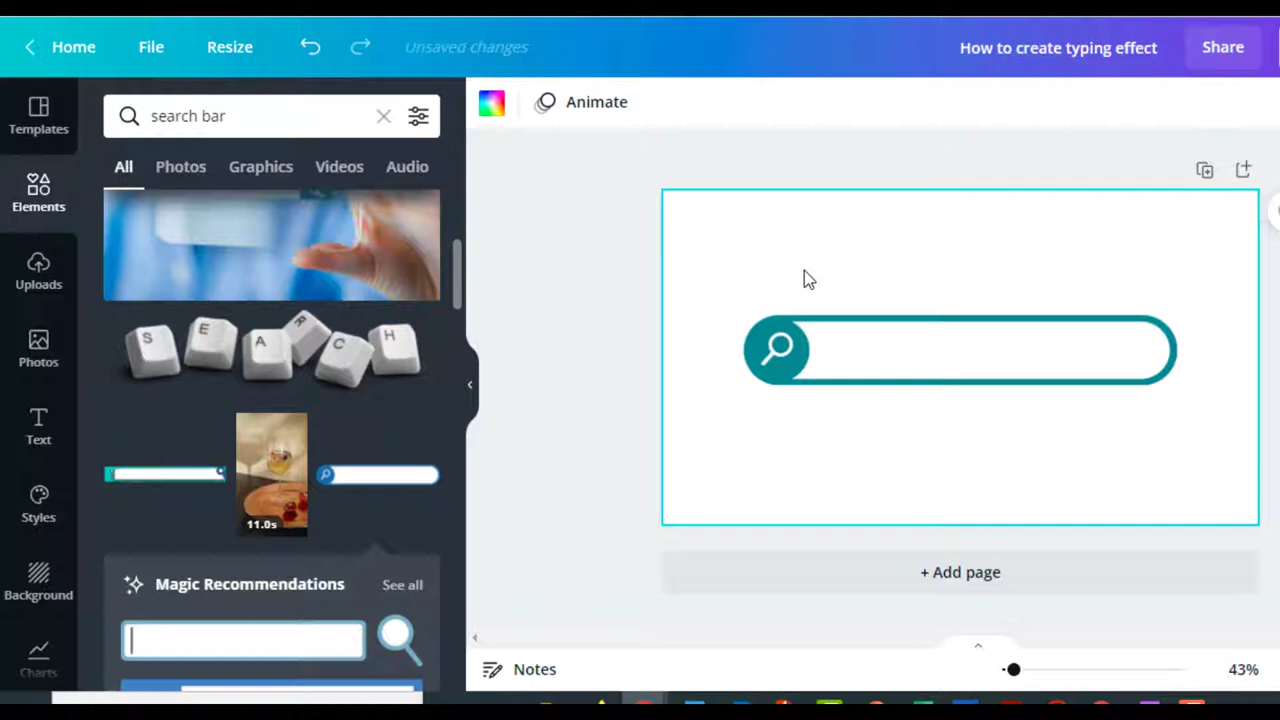 Home File Resize Unsaved changes How to create typing effect Share
Templates
Elements
Uploads
Photos
Text
Styles
Background
Charts
search bar
All Photos Graphics Videos Audio
S E A R C H
11.0s
Magic Recommendations See all
Animate
+ Add page
Notes 43%